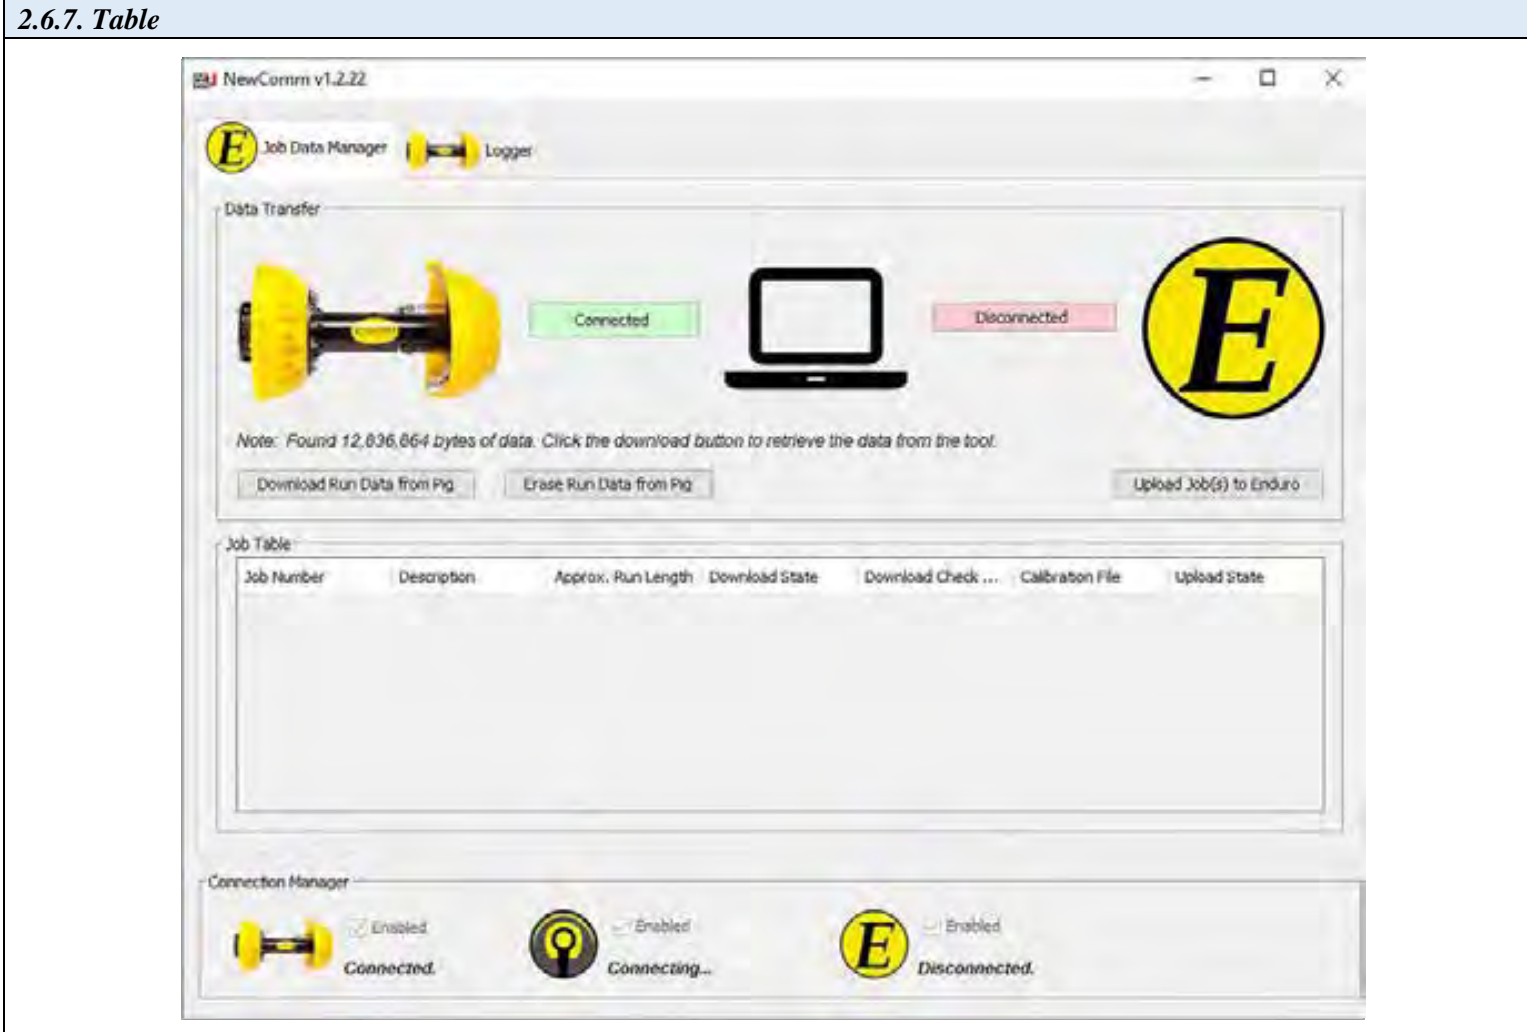 2.6.7. Table
NewComm v1.2.22
E Job Data Manager Logger
Data Transfer
Connected
Disconnected
E
Note: Found 12,836,864 bytes of data. Click the download button to retrieve the data from the tool.
Download Run Data from Pig Erase Run Data from Pig Upload Job(s) to Enduro
Job Table
Job Number Description Approx. Run Length Download State Download Check ... Calibration File Upload State
Connection Manager
Enabled Enabled E Enabled
Connected. Connecting... Disconnected.